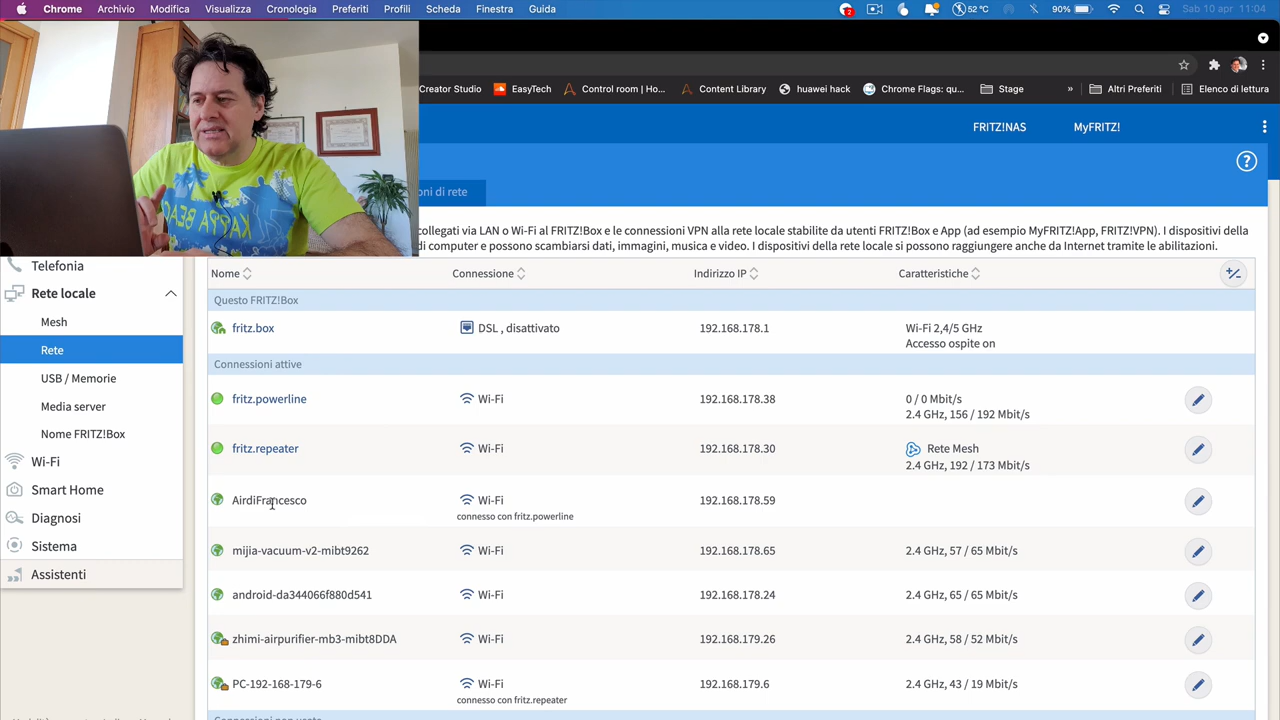 Chrome Archivio Modifica Visualizza Cronologia Preferiti Profili Scheda Finestra Guida 2 52 °C 90% Sab 10 apr 11:04
Creator Studio EasyTech Control room | Ho... Content Library huawei hack Chrome Flags: qu... Stage » Altri Preferiti Elenco di lettura
FRITZ!NAS MyFRITZ!
?
oni di rete
collegati via LAN o Wi-Fi al FRITZ!Box e le connessioni VPN alla rete locale stabilite da utenti FRITZ!Box e App (ad esempio MyFRITZ!App, FRITZ!VPN). I dispositivi della
di computer e possono scambiarsi dati, immagini, musica e video. I dispositivi della rete locale si possono raggiungere anche da Internet tramite le abilitazioni.
KAPPA BEAC
Telefonia
Rete locale
Mesh
Rete
USB / Memorie
Media server
Nome FRITZ!Box
Wi-Fi
Smart Home
Diagnosi
Sistema
Assistenti
Nome Connessione Indirizzo IP Caratteristiche +/-
Questo FRITZ!Box
fritz.box DSL , disattivato 192.168.178.1 Wi-Fi 2,4/5 GHz
Accesso ospite on
Connessioni attive
fritz.powerline Wi-Fi 192.168.178.38 0 / 0 Mbit/s
2.4 GHz, 156 / 192 Mbit/s
fritz.repeater Wi-Fi 192.168.178.30 Rete Mesh
2.4 GHz, 192 / 173 Mbit/s
AirdiFrancesco Wi-Fi 192.168.178.59
connesso con fritz.powerline
mijia-vacuum-v2-mibt9262 Wi-Fi 192.168.178.65 2.4 GHz, 57 / 65 Mbit/s
android-da344066f880d541 Wi-Fi 192.168.178.24 2.4 GHz, 65 / 65 Mbit/s
zhimi-airpurifier-mb3-mibt8DDA Wi-Fi 192.168.179.26 2.4 GHz, 58 / 52 Mbit/s
PC-192-168-179-6 Wi-Fi 192.168.179.6 2.4 GHz, 43 / 19 Mbit/s
connesso con fritz.repeater